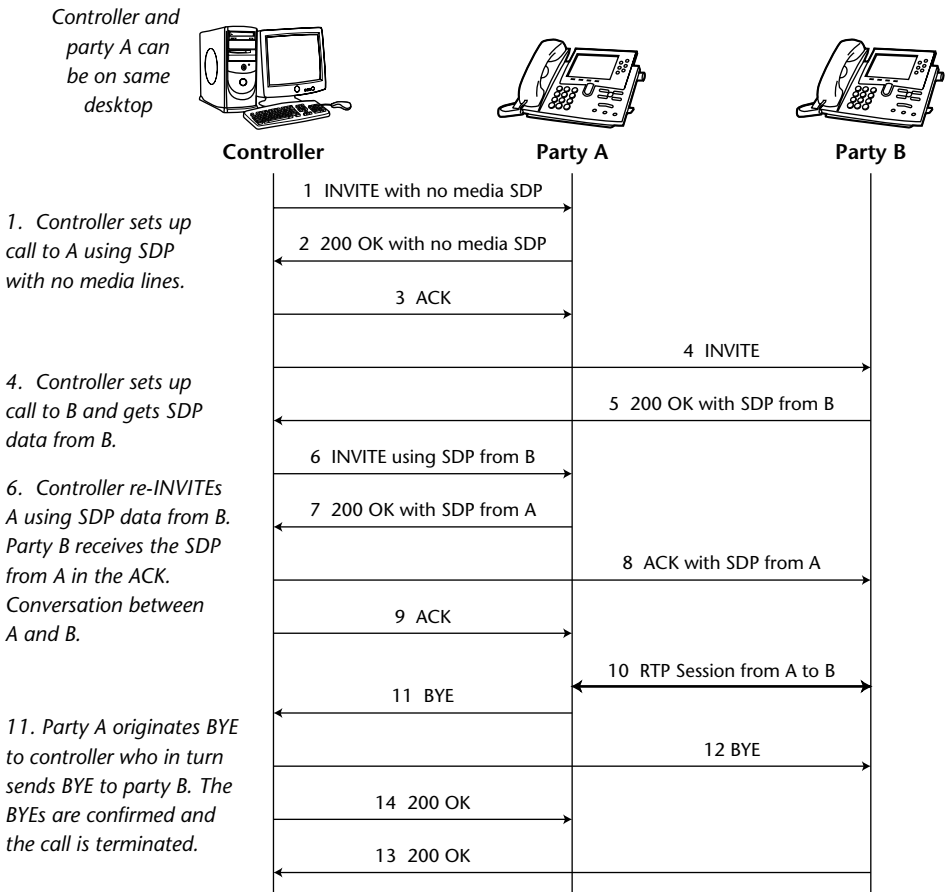 Controller and
party A can
be on same
desktop
Controller
Party A
Party B
1 INVITE with no media SDP
1. Controller sets up
call to A using SDP
with no media lines.
2 200 OK with no media SDP
3 ACK
4 INVITE
4. Controller sets up
call to B and gets SDP
data from B.
5 200 OK with SDP from B
6 INVITE using SDP from B
6. Controller re-INVITEs
A using SDP data from B.
Party B receives the SDP
from A in the ACK.
Conversation between
A and B.
7 200 OK with SDP from A
8 ACK with SDP from A
9 ACK
10 RTP Session from A to B
11 BYE
11. Party A originates BYE
to controller who in turn
sends BYE to party B. The
BYEs are confirmed and
the call is terminated.
12 BYE
14 200 OK
13 200 OK